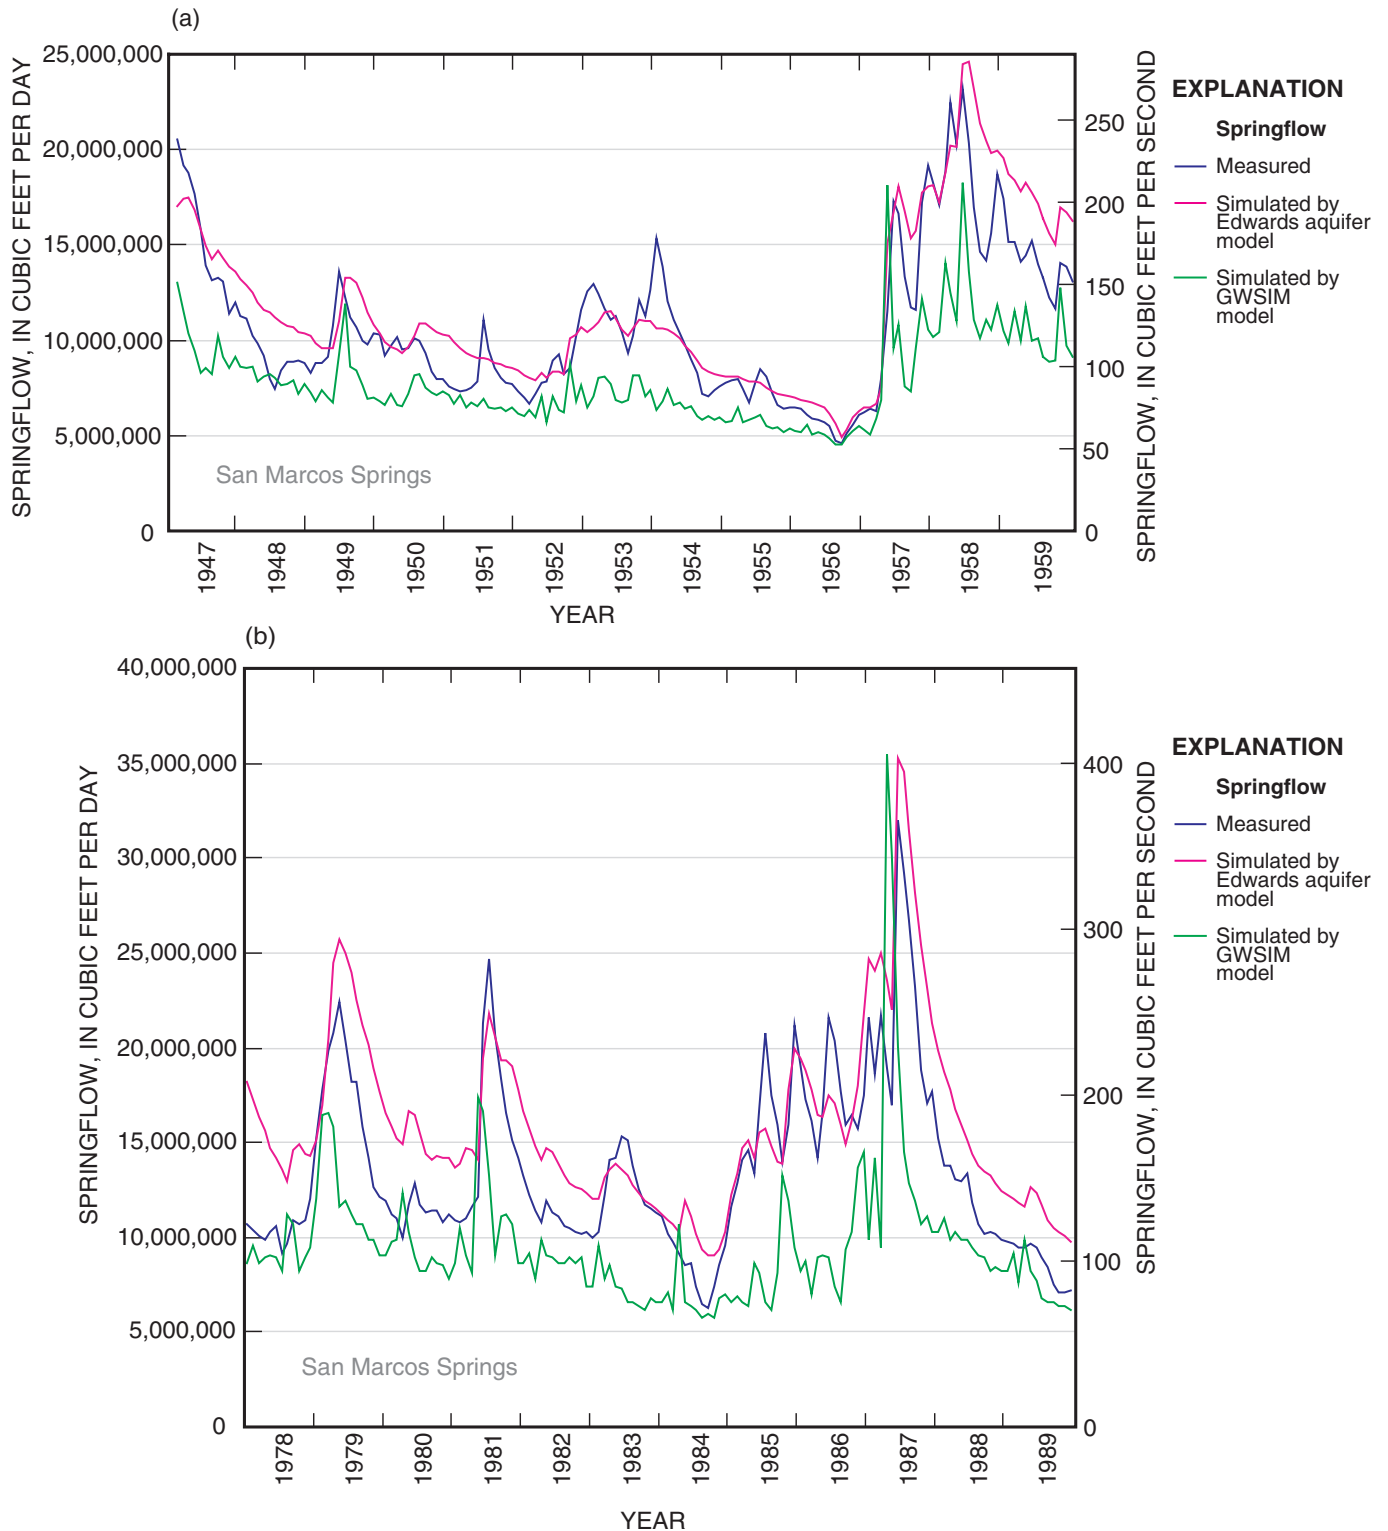 (a)
SPRINGFLOW, IN CUBIC FEET PER DAY
25,000,000
20,000,000
15,000,000
10,000,000
5,000,000
0
250
200
150
100
50
0
SPRINGFLOW, IN CUBIC FEET PER SECOND
San Marcos Springs
1947
1948
1949
1950
1951
1952
1953
1954
1955
1956
1957
1958
1959
YEAR
EXPLANATION
Springflow
Measured
Simulated by
Edwards aquifer
model
Simulated by
GWSIM
model
(b)
SPRINGFLOW, IN CUBIC FEET PER DAY
40,000,000
35,000,000
30,000,000
25,000,000
20,000,000
15,000,000
10,000,000
5,000,000
0
400
300
200
100
0
SPRINGFLOW, IN CUBIC FEET PER SECOND
San Marcos Springs
1978
1979
1980
1981
1982
1983
1984
1985
1986
1987
1988
1989
YEAR
EXPLANATION
Springflow
Measured
Simulated by
Edwards aquifer
model
Simulated by
GWSIM
model